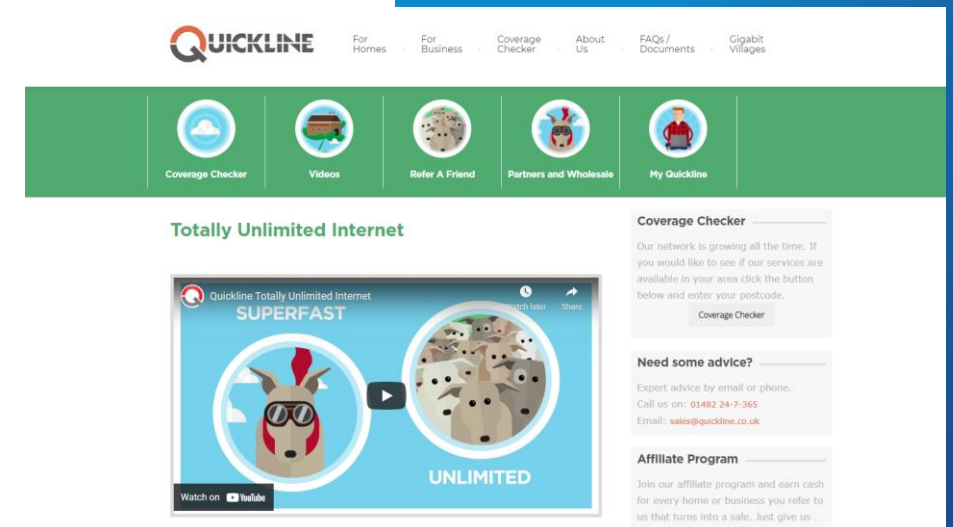 QUICKLINE
For Homes
For Business
Coverage Checker
About Us
FAQs / Documents
Gigabit Villages
Coverage Checker
Videos
Refer A Friend
Partners and Wholesale
My Quickline
Totally Unlimited Internet
Quickline Totally Unlimited Internet
Watch later
Share
SUPERFAST
UNLIMITED
Watch on YouTube
Coverage Checker
Our network is growing all the time. If
you would like to see if our services are
available in your area click the button
below and enter your postcode.
Coverage Checker
Need some advice?
Expert advice by email or phone.
Call us on: 01482 24-7-365
Email: sales@quickline.co.uk
Affiliate Program
Join our affiliate program and earn cash
for every home or business you refer to
us that turns into a sale. Just give us